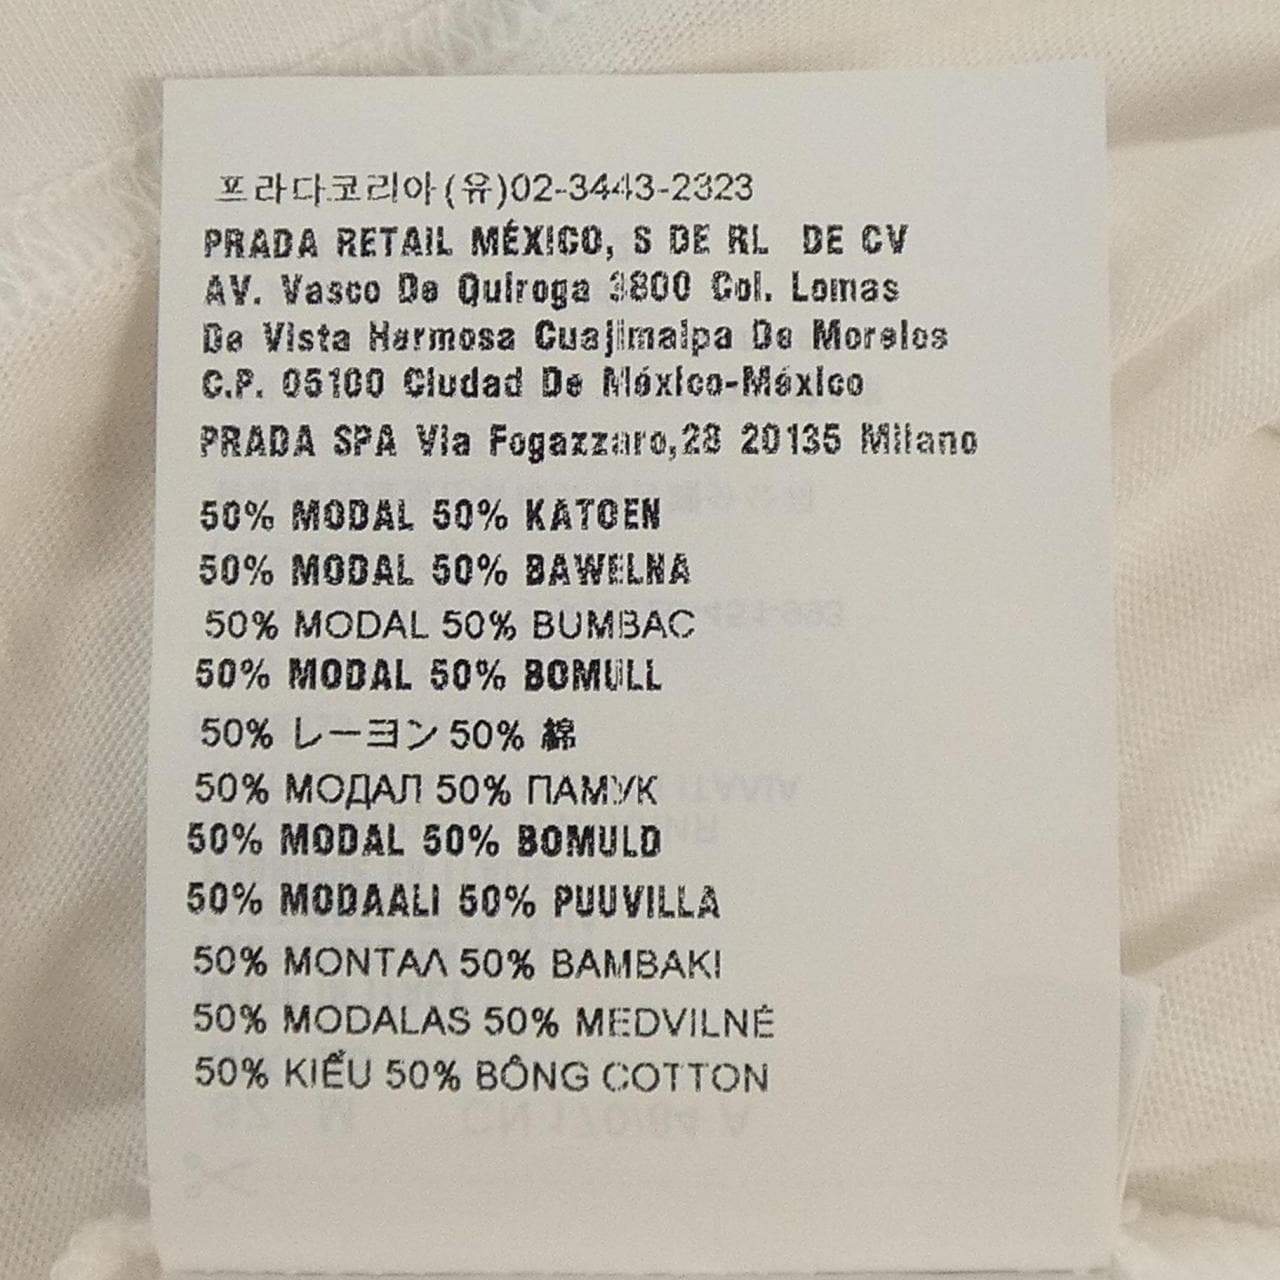 프라다코리아(유)02-3443-2323
PRADA RETAIL MÉXICO, S DE RL DE CV
AV. Vasco De Quiroga 3800 Col. Lomas
De Vista Hermosa Cuajimalpa De Morelos
C.P. 05100 Ciudad De México-México
PRADA SPA Via Fogazzaro,28 20135 Milano
50% MODAL 50% KATOEN
50% MODAL 50% BAWELNA
50% MODAL 50% BUMBAC
50% MODAL 50% BOMULL
50% レーヨン 50% 綿
50% МОДАЛ 50% ПАМУК
50% MODAL 50% BOMULD
50% MODAALI 50% PUUVILLA
50% ΜΟΝΤΑΛ 50% BAMBAKI
50% MODALAS 50% MEDVILNĖ
50% KIỂU 50% BÔNG COTTON